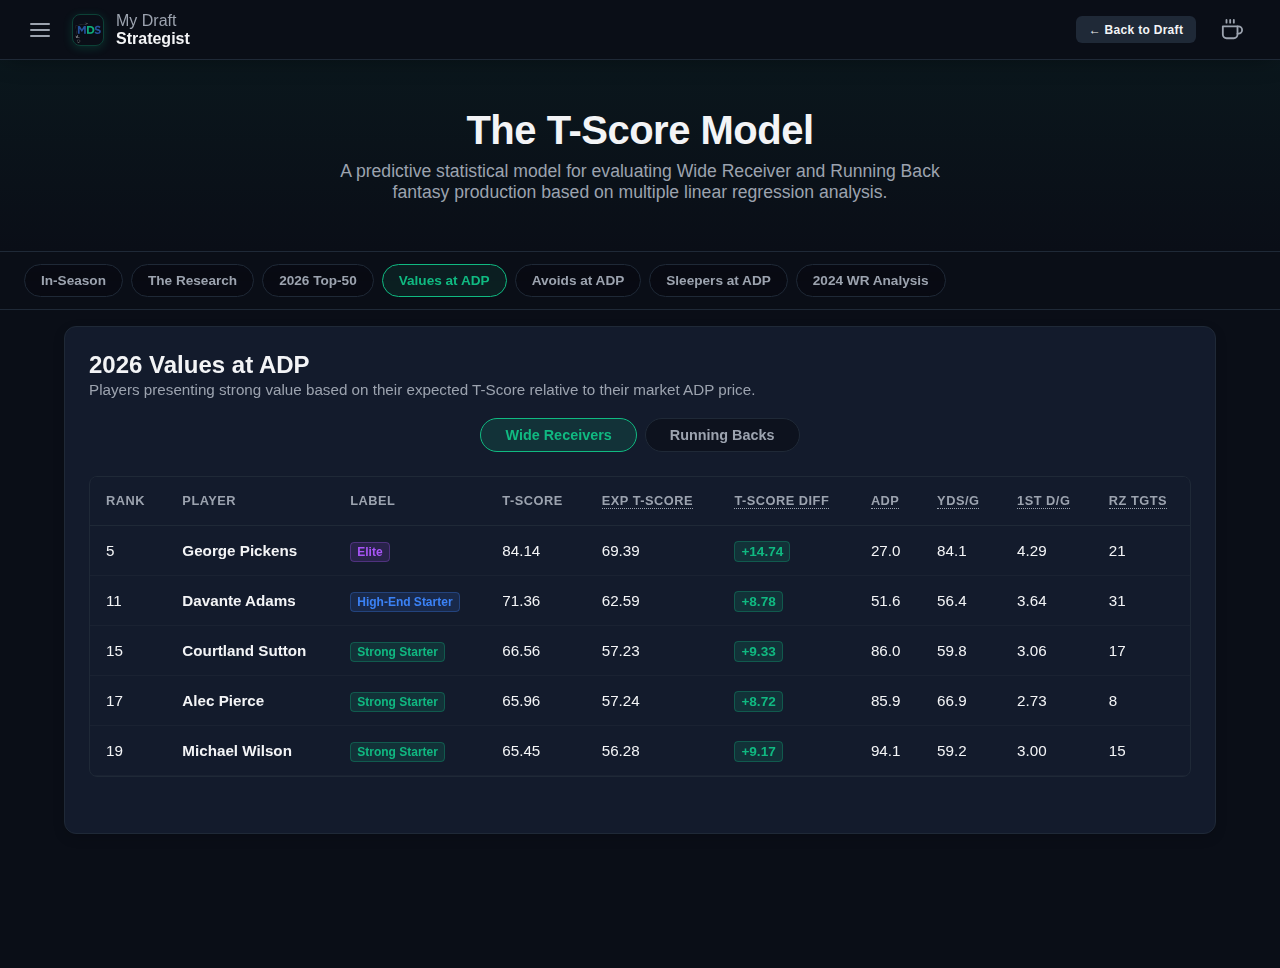 MDS
My Draft
Strategist
← Back to Draft
The T-Score Model
A predictive statistical model for evaluating Wide Receiver and Running Back
fantasy production based on multiple linear regression analysis.
In-Season The Research 2026 Top-50 Values at ADP Avoids at ADP Sleepers at ADP 2024 WR Analysis
2026 Values at ADP
Players presenting strong value based on their expected T-Score relative to their market ADP price.
Wide Receivers Running Backs
RANK PLAYER LABEL T-SCORE EXP T-SCORE T-SCORE DIFF ADP YDS/G 1ST D/G RZ TGTS
5 George Pickens Elite 84.14 69.39 +14.74 27.0 84.1 4.29 21
11 Davante Adams High-End Starter 71.36 62.59 +8.78 51.6 56.4 3.64 31
15 Courtland Sutton Strong Starter 66.56 57.23 +9.33 86.0 59.8 3.06 17
17 Alec Pierce Strong Starter 65.96 57.24 +8.72 85.9 66.9 2.73 8
19 Michael Wilson Strong Starter 65.45 56.28 +9.17 94.1 59.2 3.00 15